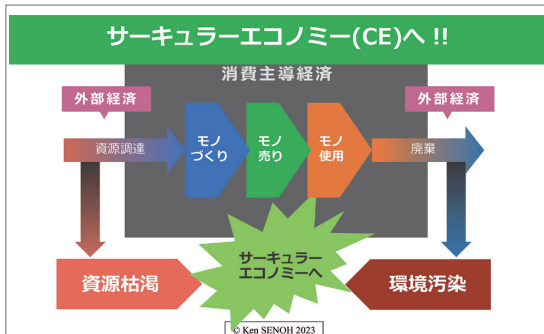 サーキュラーエコノミー(CE)へ !!
消費主導経済
外部経済
外部経済
資源調達
モノ
づくり
モノ
売り
モノ
使用
廃棄
資源枯渇
サーキュラー
エコノミーへ
環境汚染
© Ken SENOH 2023